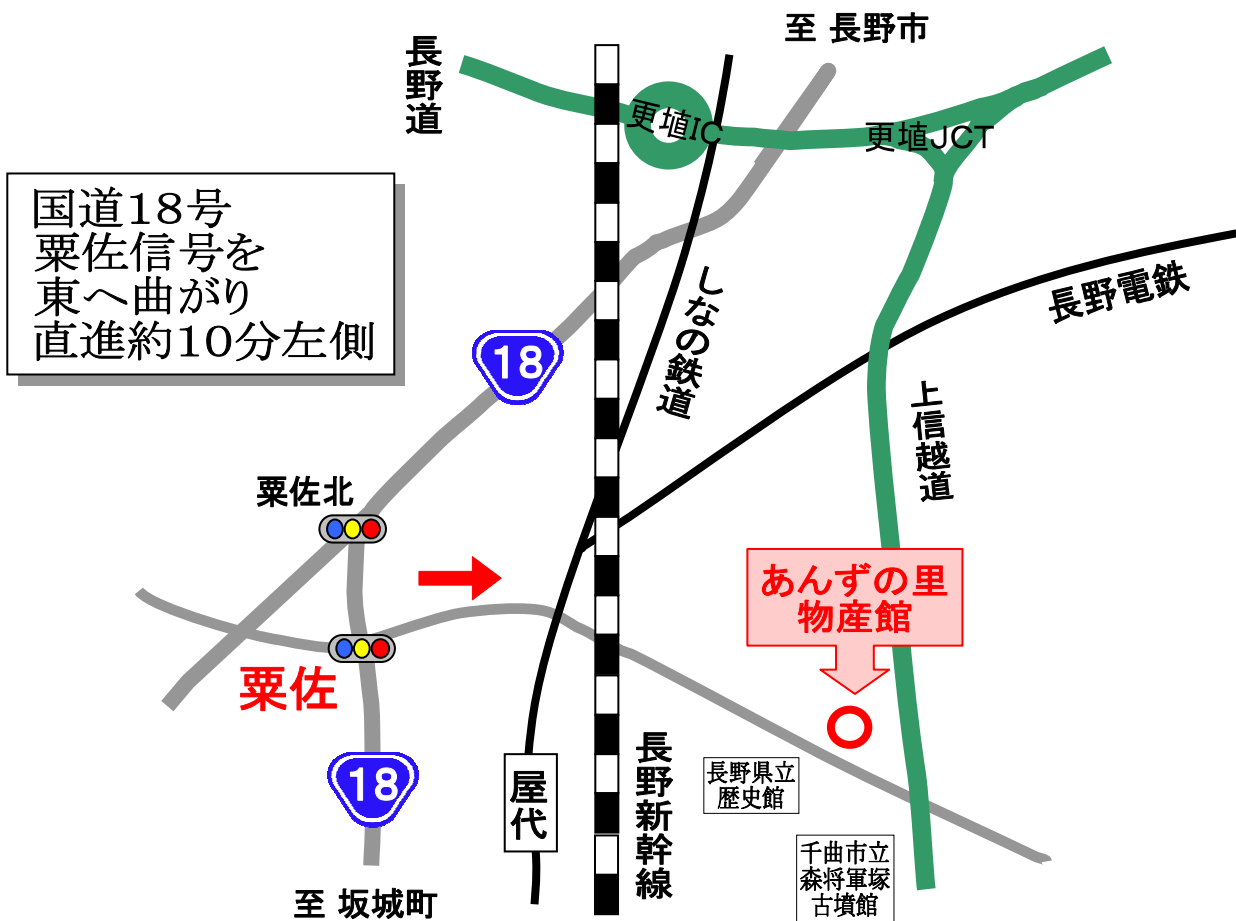 至 長野市
長野道
更埴IC
更埴JCT
国道18号
粟佐信号を
東へ曲がり
直進約10分左側
長野電鉄
しなの鉄道
18
上信越道
粟佐北
あんずの里
物産館
粟佐
18
屋代
長野新幹線
長野県立
歴史館
千曲市立
森将軍塚
古墳館
至 坂城町